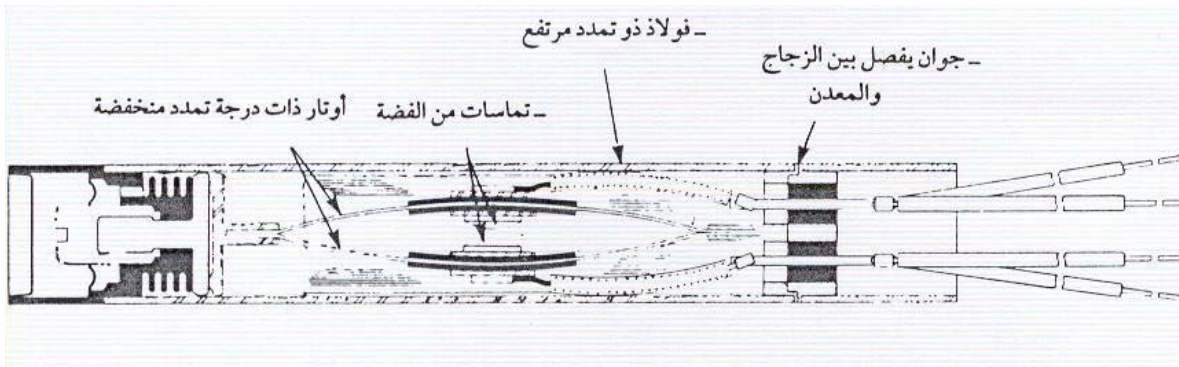 ـ فولاذ ذو تمدد مرتفع
ـ جوان يفصل بين الزجاج
والمعدن
ـ تماسات من الفضة
أوتار ذات درجة تمدد منخفضة